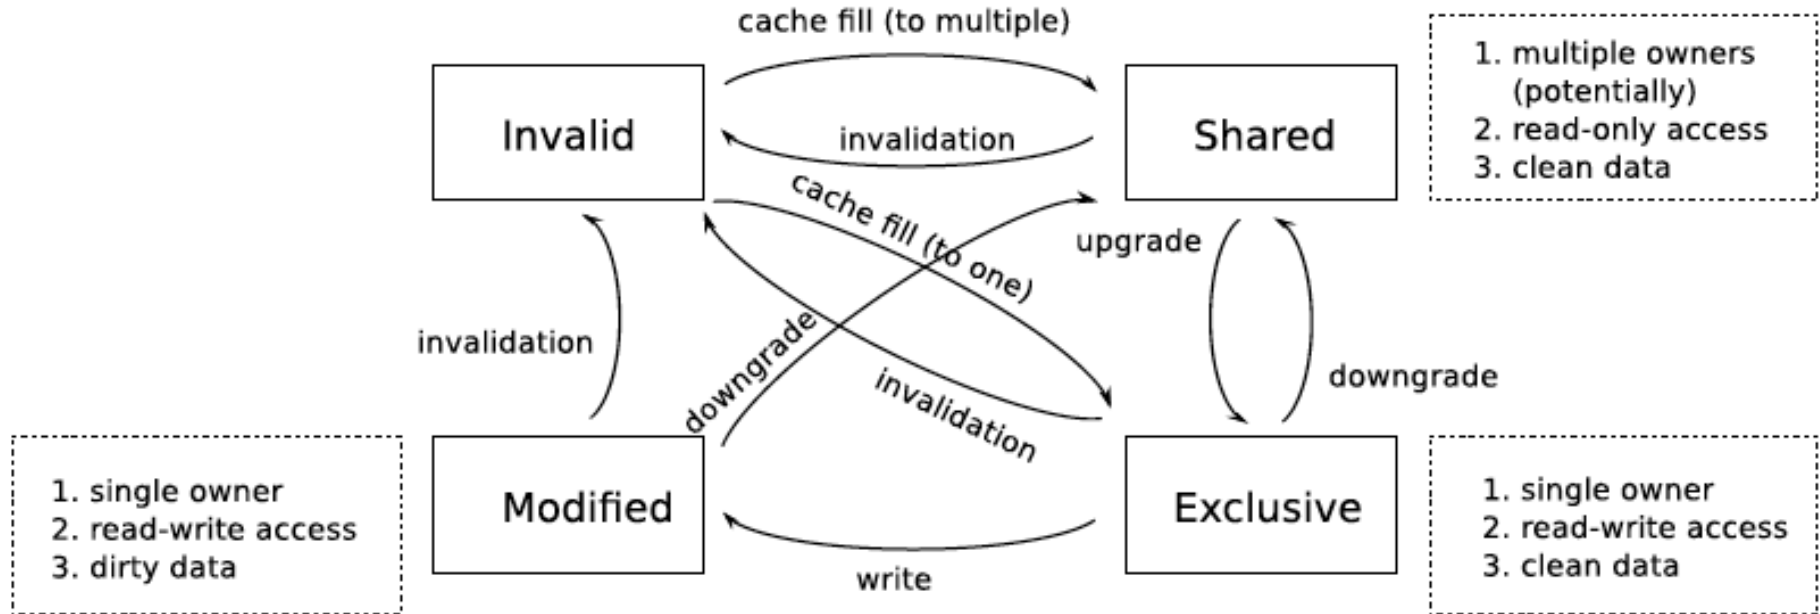 cache fill (to multiple)
Invalid
invalidation
Shared
1. multiple owners
(potentially)
2. read-only access
3. clean data
cache fill (to one)
upgrade
invalidation
downgrade
invalidation
downgrade
1. single owner
2. read-write access
3. dirty data
Modified
write
Exclusive
1. single owner
2. read-write access
3. clean data